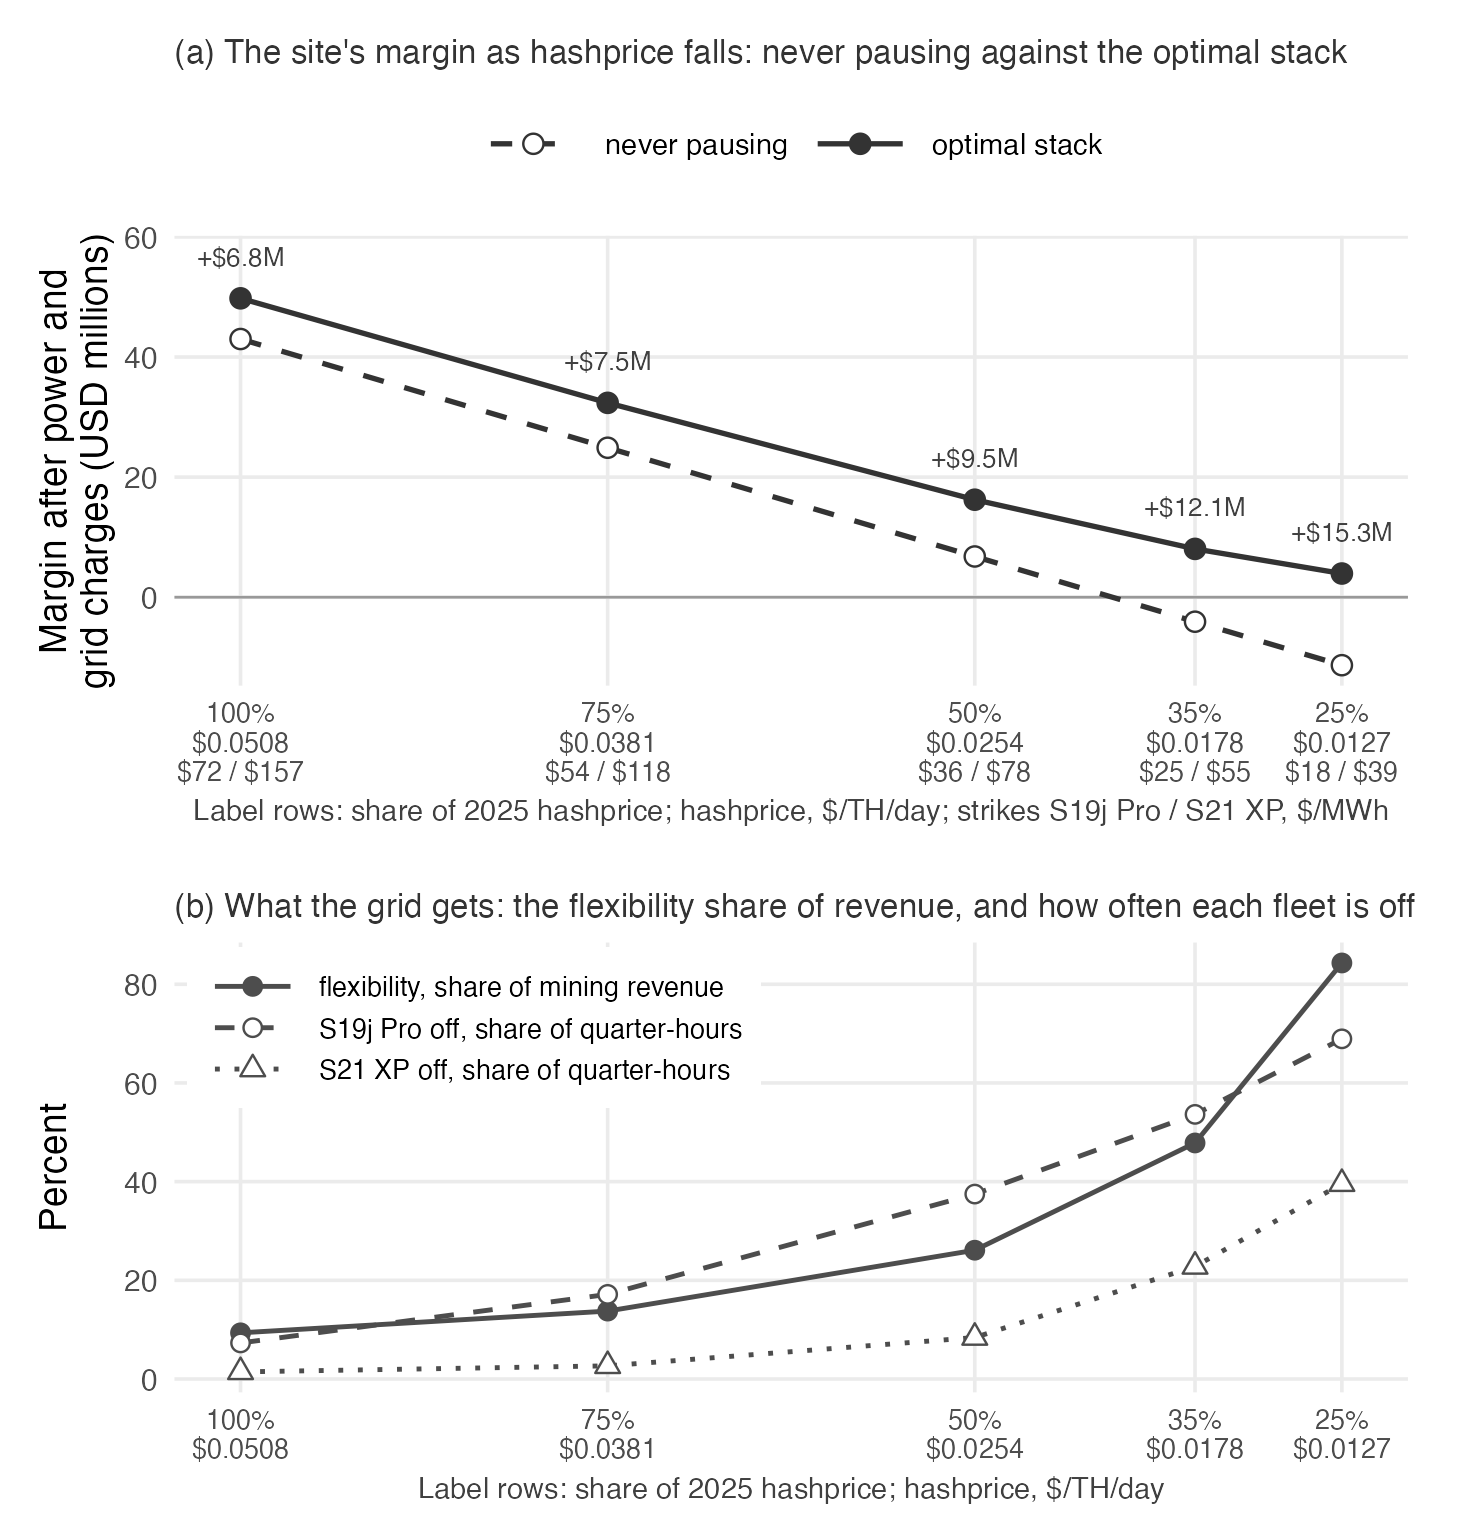 (a) The site's margin as hashprice falls: never pausing against the optimal stack
never pausing
optimal stack
Margin after power and
grid charges (USD millions)
60
40
20
0
+$6.8M
+$7.5M
+$9.5M
+$12.1M
+$15.3M
100% 75% 50% 35% 25%
$0.0508 $0.0381 $0.0254 $0.0178 $0.0127
$72 / $157 $54 / $118 $36 / $78 $25 / $55 $18 / $39
Label rows: share of 2025 hashprice; hashprice, $/TH/day; strikes S19j Pro / S21 XP, $/MWh
(b) What the grid gets: the flexibility share of revenue, and how often each fleet is off
flexibility, share of mining revenue
S19j Pro off, share of quarter-hours
S21 XP off, share of quarter-hours
Percent
80
60
40
20
0
100% 75% 50% 35% 25%
$0.0508 $0.0381 $0.0254 $0.0178 $0.0127
Label rows: share of 2025 hashprice; hashprice, $/TH/day